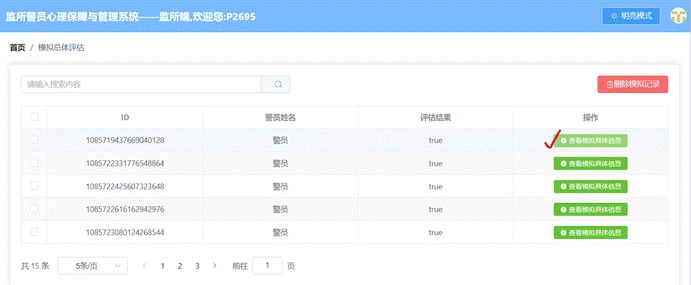 监所警员心理保障与管理系统——监所端,欢迎您:P2695
明亮模式
首页 / 模拟总体评估
请输入搜索内容
删除模拟记录
ID 警员姓名 评估结果 操作
1085719437669040128 警员 true 查看模拟具体信息
1085722331776548864 警员 true 查看模拟具体信息
1085722425607323648 警员 true 查看模拟具体信息
1085722616162942976 警员 true 查看模拟具体信息
1085723080124268544 警员 true 查看模拟具体信息
共 15 条 5条/页 < 1 2 3 > 前往 1 页